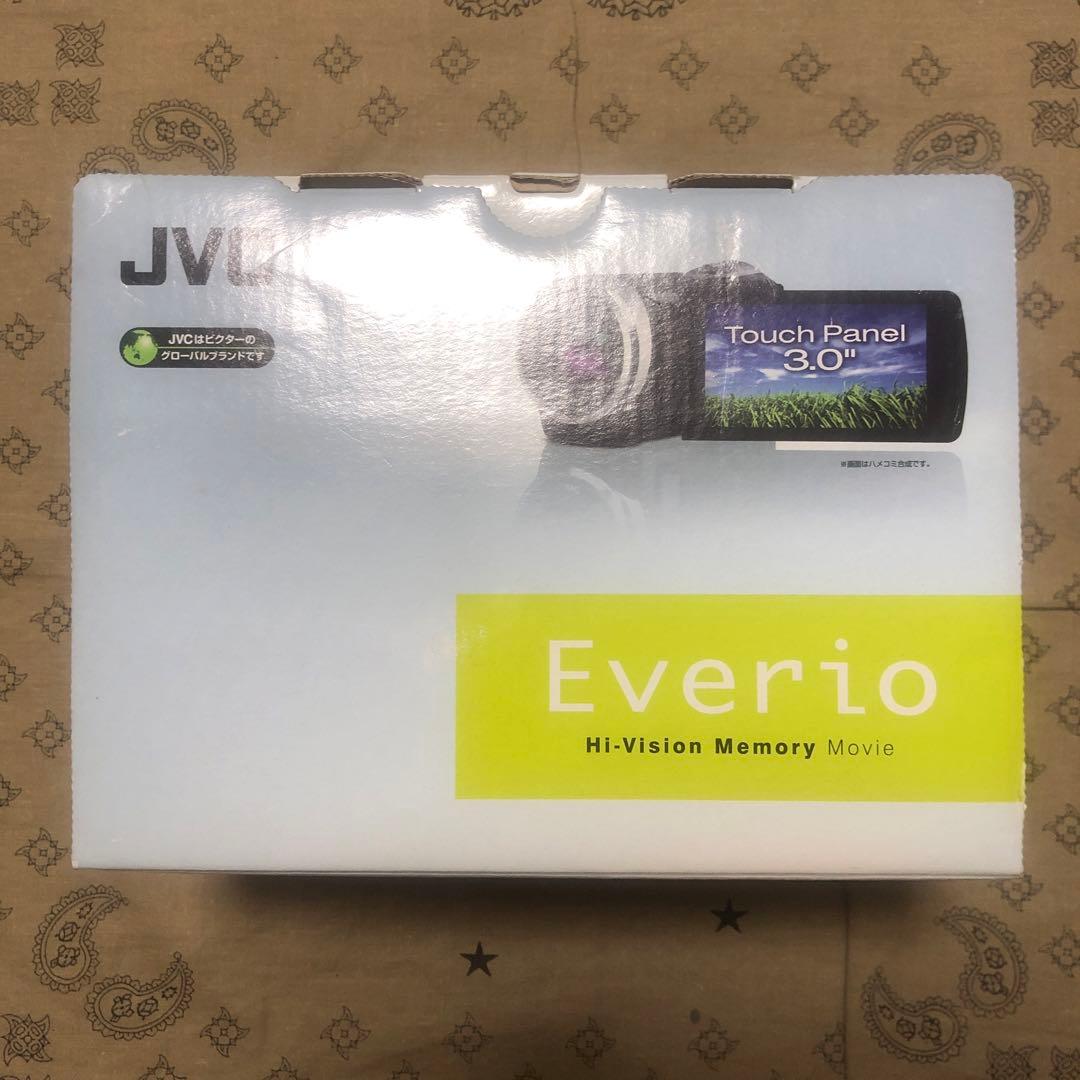 JVC
JVCはビクターの
グローバルブランドです
Touch Panel
3.0"
※画面はハメコミ合成です。
Everio
Hi-Vision Memory Movie